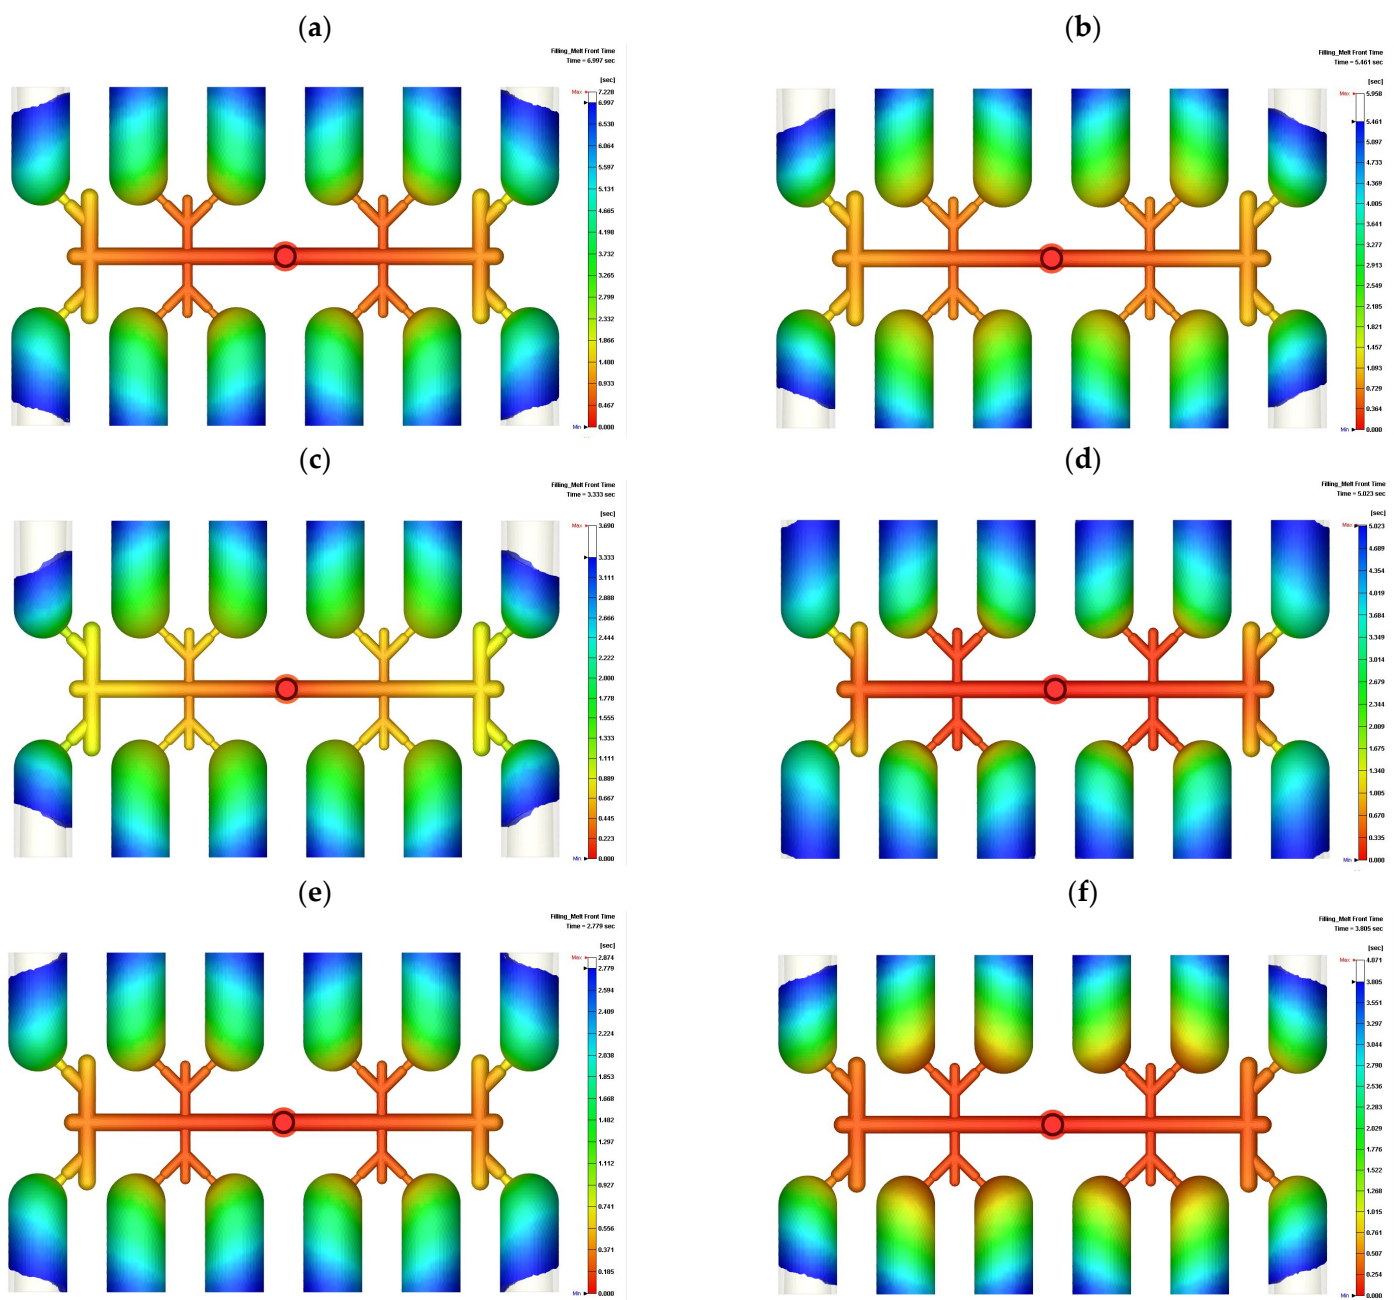 (a)
Filling_Melt Front Time
Time = 6.997 sec
[sec]
Max 7.228
6.997
6.530
6.064
5.597
5.131
4.665
4.198
3.732
3.265
2.799
2.332
1.866
1.400
0.933
0.467
Min 0.000
(b)
Filling_Melt Front Time
Time = 5.461 sec
[sec]
Max 5.958
5.461
5.097
4.733
4.369
4.005
3.641
3.277
2.913
2.549
2.185
1.821
1.457
1.093
0.729
0.364
Min 0.000
(c)
Filling_Melt Front Time
Time = 3.333 sec
[sec]
Max 3.690
3.333
3.111
2.888
2.666
2.444
2.222
2.000
1.778
1.555
1.333
1.111
0.889
0.667
0.445
0.223
Min 0.000
(d)
Filling_Melt Front Time
Time = 5.023 sec
[sec]
Max 5.023
4.689
4.354
4.019
3.684
3.349
3.014
2.679
2.344
2.009
1.675
1.340
1.005
0.670
0.335
Min 0.000
(e)
Filling_Melt Front Time
Time = 2.779 sec
[sec]
Max 2.874
2.779
2.594
2.409
2.224
2.038
1.853
1.668
1.482
1.297
1.112
0.927
0.741
0.556
0.371
0.185
Min 0.000
(f)
Filling_Melt Front Time
Time = 3.805 sec
[sec]
Max 4.071
3.805
3.551
3.297
3.044
2.790
2.536
2.283
2.029
1.776
1.522
1.268
1.015
0.761
0.507
0.254
Min 0.000